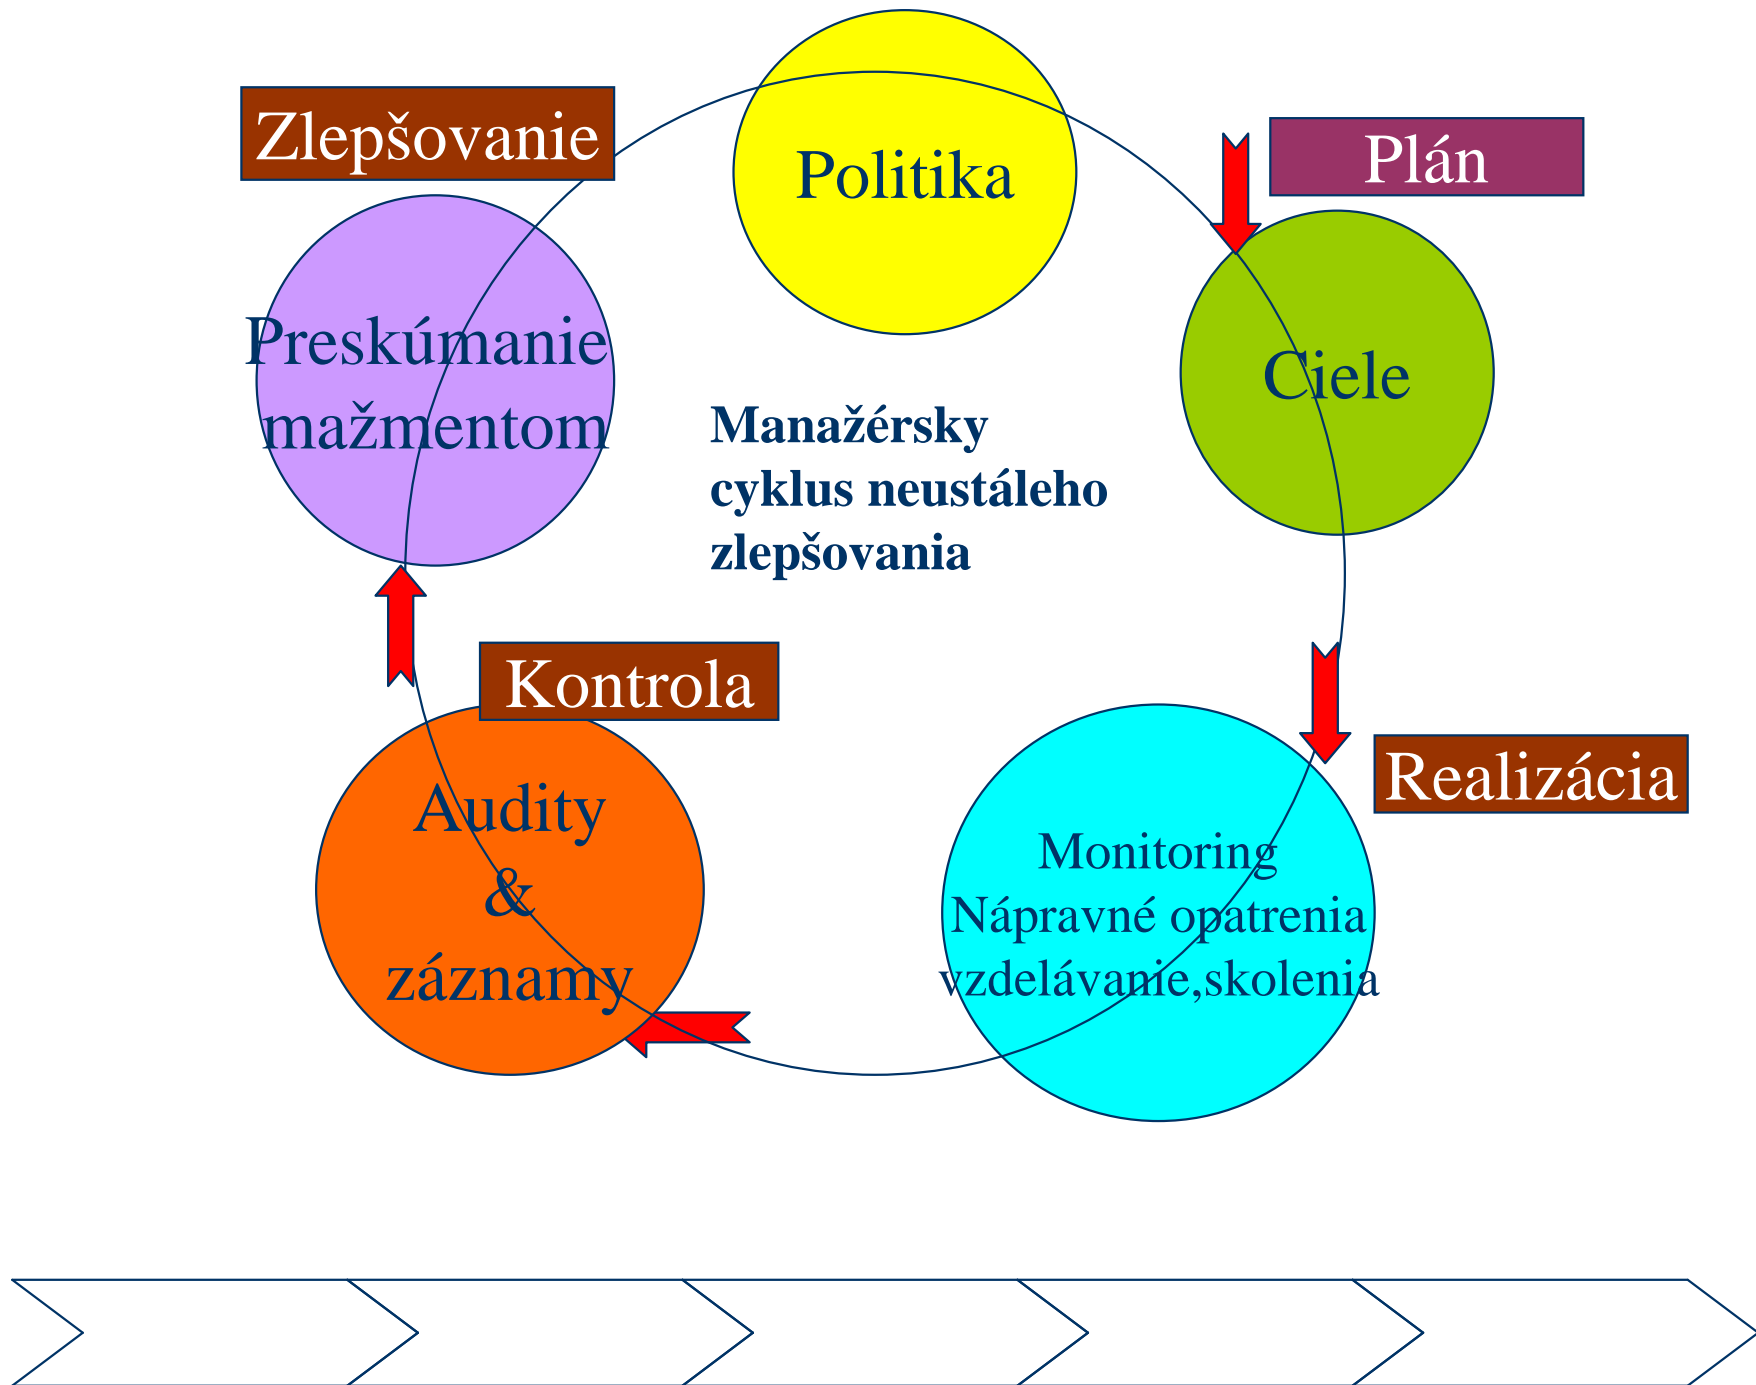 Zlepšovanie
Politika
Plán
Preskúmanie
mažmentom
Ciele
Manažérsky
cyklus neustáleho
zlepšovania
Kontrola
Realizácia
Audity
&
záznamy
Monitoring
Nápravné opatrenia
vzdelávanie,skolenia